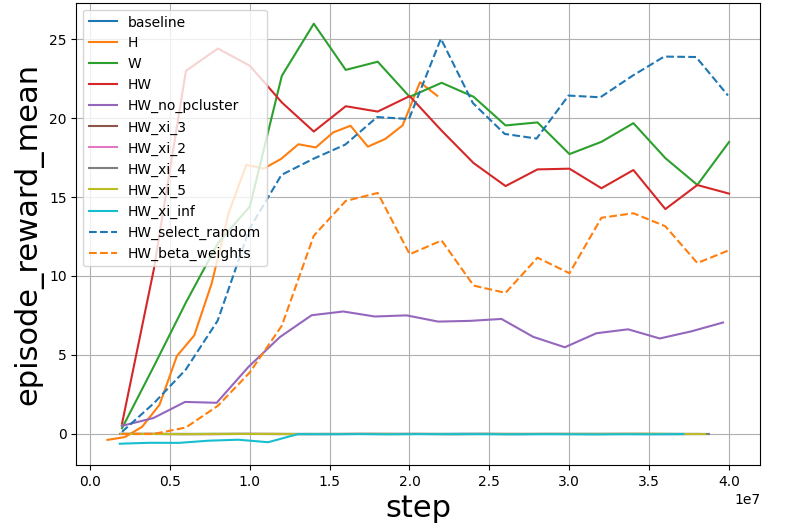 baseline
H
W
HW
HW_no_pcluster
HW_xi_3
HW_xi_2
HW_xi_4
HW_xi_5
HW_xi_inf
HW_select_random
HW_beta_weights
episode_reward_mean
25
20
15
10
5
0
0.0 0.5 1.0 1.5 2.0 2.5 3.0 3.5 4.0
1e7
step